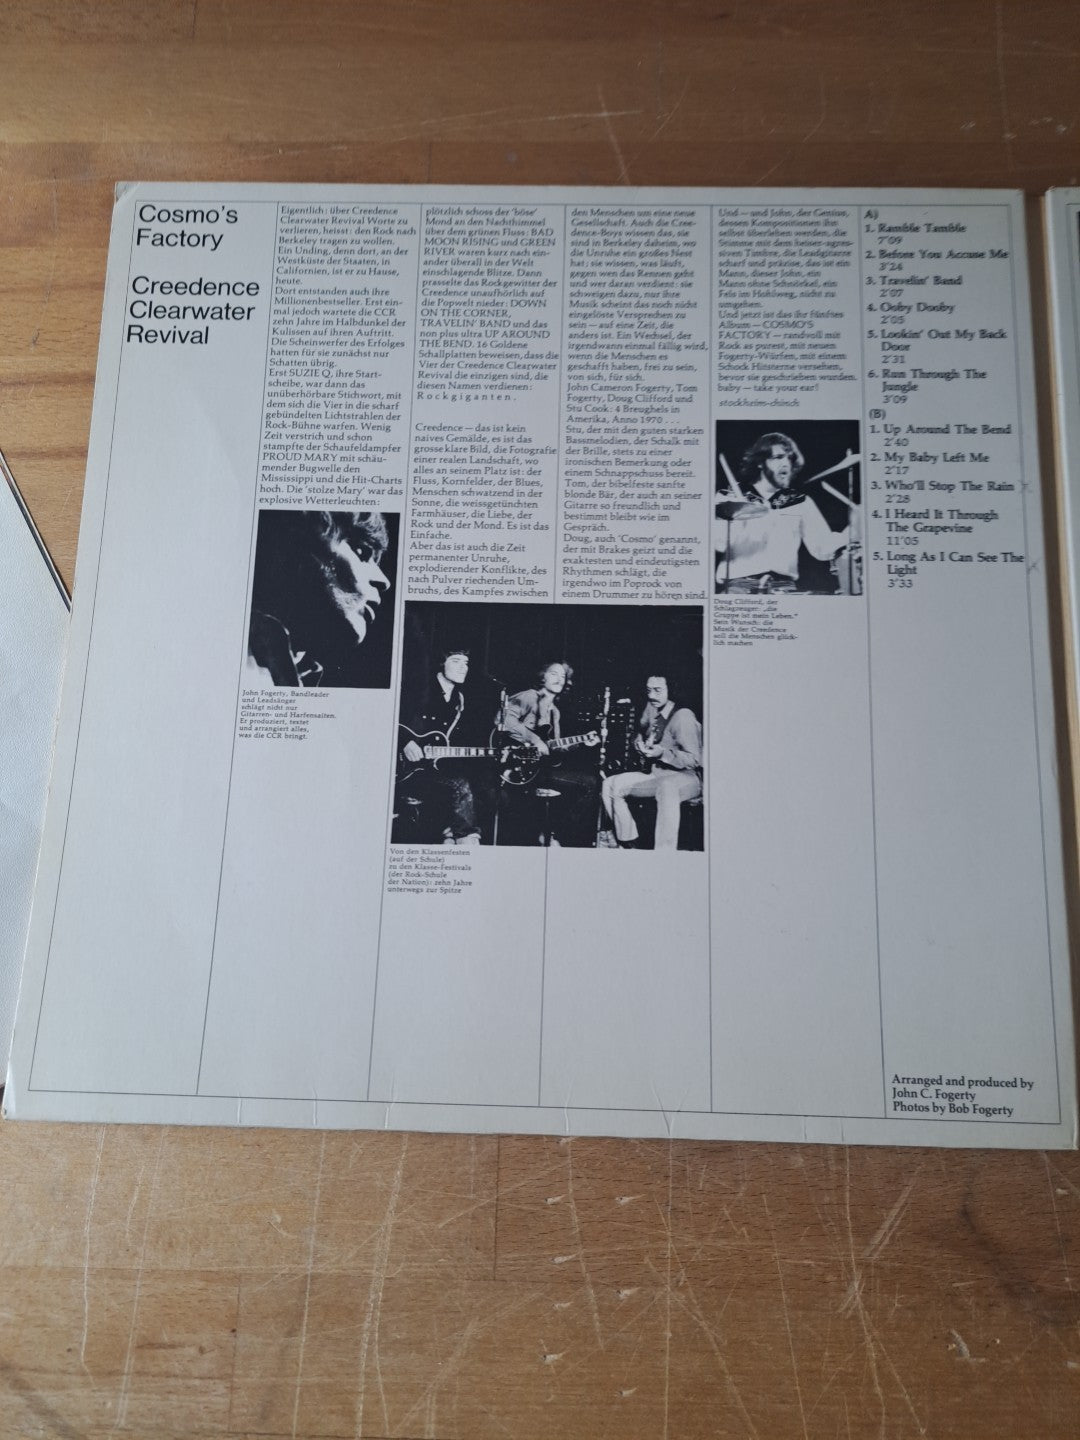 Cosmo's
Factory
Creedence
Clearwater
Revival
Eigentlich: über Creedence
Clearwater Revival Worte zu
verlieren, heisst: den Rock nach
Berkeley tragen zu wollen.
Ein Unding, denn dort, an der
Westküste der Staaten, in
Californien, ist er zu Hause,
heute.
Dort entstanden auch ihre
Millionenbestseller. Erst ein-
mal jedoch wartete die CCR
zehn Jahre im Halbdunkel der
Kulissen auf ihren Auftritt.
Die Scheinwerfer des Erfolges
hatten für sie zunächst nur
Schatten übrig.
Erst SUZIE Q, ihre Start-
scheibe, war dann das
unüberhörbare Stichwort, mit
dem sich die Vier in die scharf
gebündelten Lichtstrahlen der
Rock-Bühne warfen. Wenig
Zeit verstrich und schon
stampfte der Schaufeldampfer
PROUD MARY mit schäu-
mender Bugwelle den
Mississippi und die Hit-Charts
hoch. Die 'stolze Mary' war das
explosive Wetterleuchten:
John Fogerty, Bandleader
und Leadsänger
schlägt nicht nur
Gitarren- und Harfensaiten.
Er produziert, textet
und arrangiert alles,
was die CCR bringt.
plötzlich schoss der 'böse'
Mond an den Nachthimmel
über dem grünen Fluss: BAD
MOON RISING und GREEN
RIVER waren kurz nach ein-
ander überall in der Welt
einschlagende Blitze. Dann
prasselte das Rockgewitter der
Creedence unaufhörlich auf
die Popwelt nieder: DOWN
ON THE CORNER,
TRAVELIN' BAND und das
non plus ultra UP AROUND
THE BEND. 16 Goldene
Schallplatten beweisen, dass die
Vier der Creedence Clearwater
Revival die einzigen sind, die
diesen Namen verdienen:
Rockgiganten.
Creedence — das ist kein
naives Gemälde, es ist das
grosse klare Bild, die Fotografie
einer realen Landschaft, wo
alles an seinem Platz ist: der
Fluss, Kornfelder, der Blues,
Menschen schwatzend in der
Sonne, die weissgetünchten
Farmhäuser, die Liebe, der
Rock und der Mond. Es ist das
Einfache.
Aber das ist auch die Zeit
permanenter Unruhe,
explodierender Konflikte, des
nach Pulver riechenden Um-
bruchs, des Kampfes zwischen
den Menschen um eine neue
Gesellschaft. Auch die Cree-
dence-Boys wissen das, sie
sind in Berkeley daheim, wo
die Unruhe ein großes Nest
hat; sie wissen, was läuft,
gegen wen das Rennen geht
und wer daran verdient; sie
schweigen dazu, nur ihre
Musik scheint das noch nicht
eingelöste Versprechen zu
sein — auf eine Zeit, die
anders ist. Ein Wechsel, der
irgendwann einmal fällig wird,
wenn die Menschen es
geschafft haben, frei zu sein,
von sich, für sich.
John Cameron Fogerty, Tom
Fogerty, Doug Clifford und
Stu Cook: 4 Breughels in
Amerika, Anno 1970 . . .
Stu, der mit den guten starken
Bassmelodien, der Schalk mit
der Brille, stets zu einer
ironischen Bemerkung oder
einem Schnappschuss bereit.
Tom, der bibelfeste sanfte
blonde Bär, der auch an seiner
Gitarre so freundlich und
bestimmt bleibt wie im
Gespräch.
Doug, auch 'Cosmo' genannt,
der mit Brakes geizt und die
exaktesten und eindeutigsten
Rhythmen schlägt, die
irgendwo im Poprock von
einem Drummer zu hören sind.
Von den Klassenfesten
(auf der Schule)
zu den Klasse-Festivals
(der Rock-Schule
der Nation): zehn Jahre
unterwegs zur Spitze
Und — und John, der Genius,
dessen Kompositionen ihn
selbst überleben werden, die
Stimme mit dem heiser-agres-
siven Timbre, die Leadgitarre
scharf und präzise, das ist ein
Mann, dieser John, ein
Mann ohne Schnörkel, ein
Fels im Hohlweg, nicht zu
umgehen.
Und jetzt ist das ihr fünftes
Album — COSMO'S
FACTORY — randvoll mit
Rock as purest, mit neuen
Fogerty-Würfen, mit einem
Schock Hitsterne versehen,
bevor sie geschrieben wurden.
baby — take your ear!
Doug Clifford, der
Schlagzeuger: „die
Gruppe ist mein Leben."
Sein Wunsch: die
Musik der Creedence
soll die Menschen glück-
lich machen
A)
1. Ramble Tamble
7'09
2. Before You Accuse Me
3'24
3. Travelin' Band
2'07
4. Ooby Dooby
2'05
5. Lookin' Out My Back
Door
2'31
6. Run Through The
Jungle
3'09
(B)
1. Up Around The Bend
2'40
2. My Baby Left Me
2'17
3. Who'll Stop The Rain
2'28
4. I Heard It Through
The Grapevine
11'05
5. Long As I Can See The
Light
3'33
Arranged and produced by
John C. Fogerty
Photos by Bob Fogerty